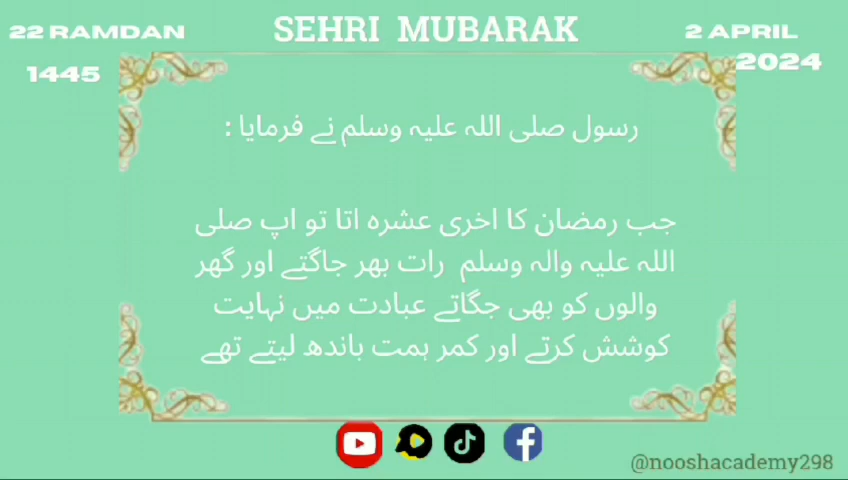 SEHRI MUBARAK
22 RAMDAN
1445
2 APRIL
2024
رسول صلی اللہ علیہ وسلم نے فرمایا :
جب رمضان کا اخری عشرہ اتا تو اپ صلی
اللہ علیہ والہ وسلم رات بھر جاگتے اور گھر
والوں کو بھی جگاتے عبادت میں نہایت
کوشش کرتے اور کمر ہمت باندھ لیتے تھے
@nooshacademy298